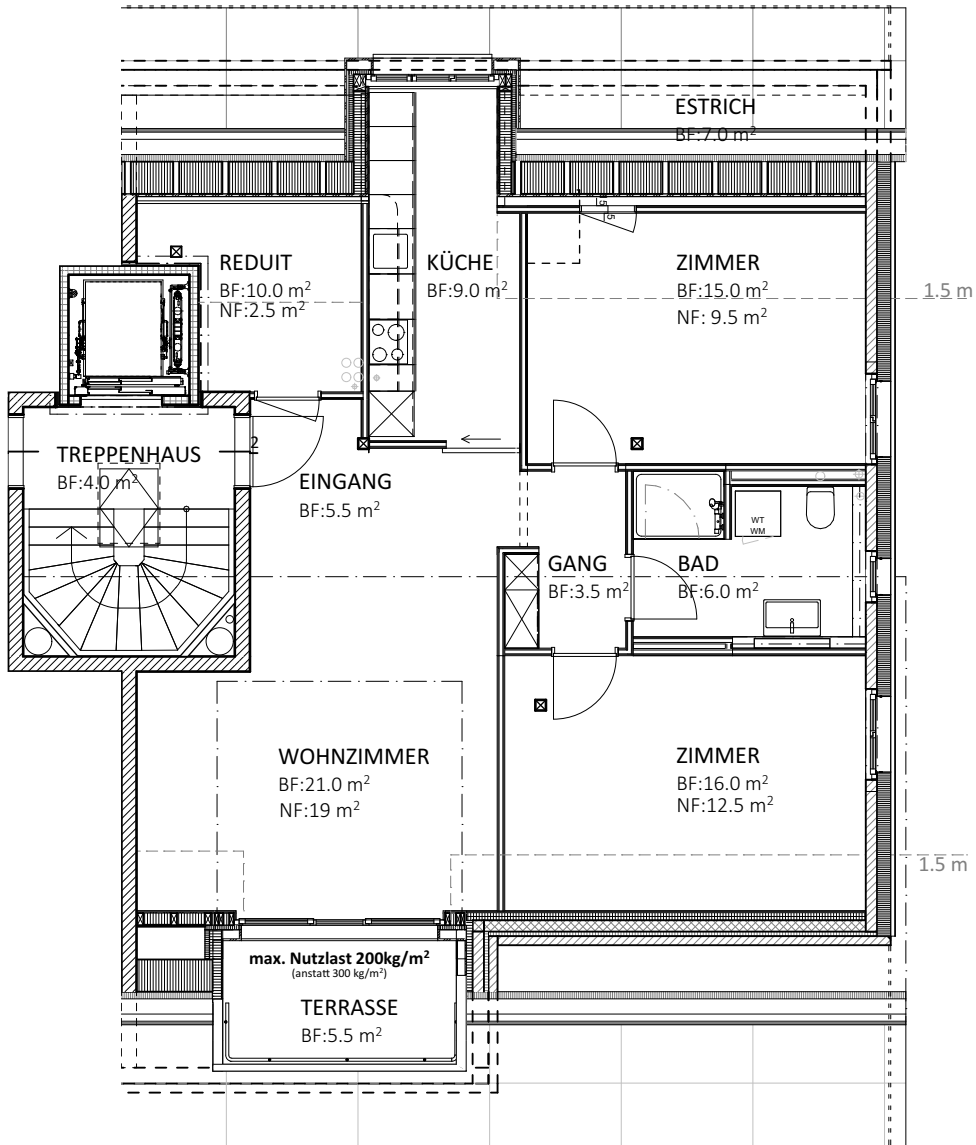 ESTRICH
BF:7.0 m²
REDUIT
BF:10.0 m²
NF:2.5 m²
KÜCHE
BF:9.0 m²
ZIMMER
BF:15.0 m²
NF: 9.5 m²
1.5 m
TREPPENHAUS
BF:4.0 m²
EINGANG
BF:5.5 m²
WT
WM
GANG
BF:3.5 m²
BAD
BF:6.0 m²
WOHNZIMMER
BF:21.0 m²
NF:19 m²
ZIMMER
BF:16.0 m²
NF:12.5 m²
1.5 m
max. Nutzlast 200kg/m²
(anstatt 300 kg/m²)
TERRASSE
BF:5.5 m²